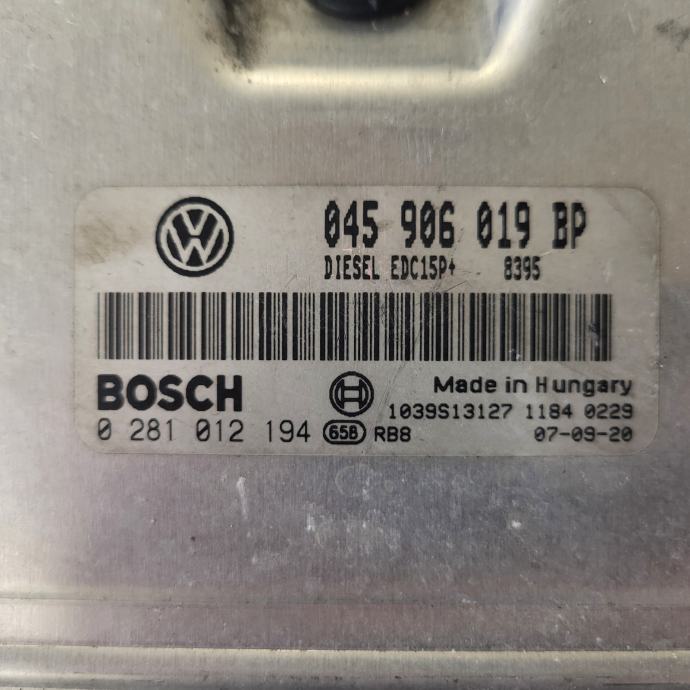 045 906 019 BP
DIESEL EDC15P+ 8395
BOSCH
Made in Hungary
1039S13127 1184 0229
0 281 012 194 658 RB8 07-09-20